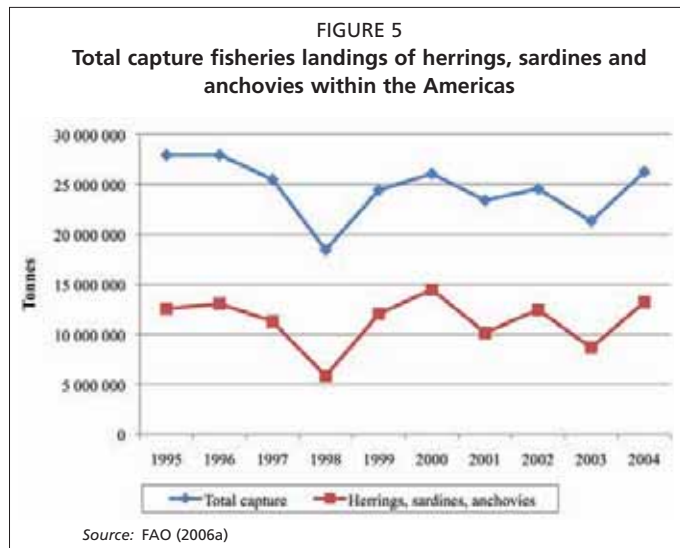 FIGURE 5
Total capture fisheries landings of herrings, sardines and
anchovies within the Americas
30 000 000
25 000 000
20 000 000
15 000 000
10 000 000
5 000 000
0
Tonnes
1995 1996 1997 1998 1999 2000 2001 2002 2003 2004
Total capture Herrings, sardines, anchovies
Source: FAO (2006a)